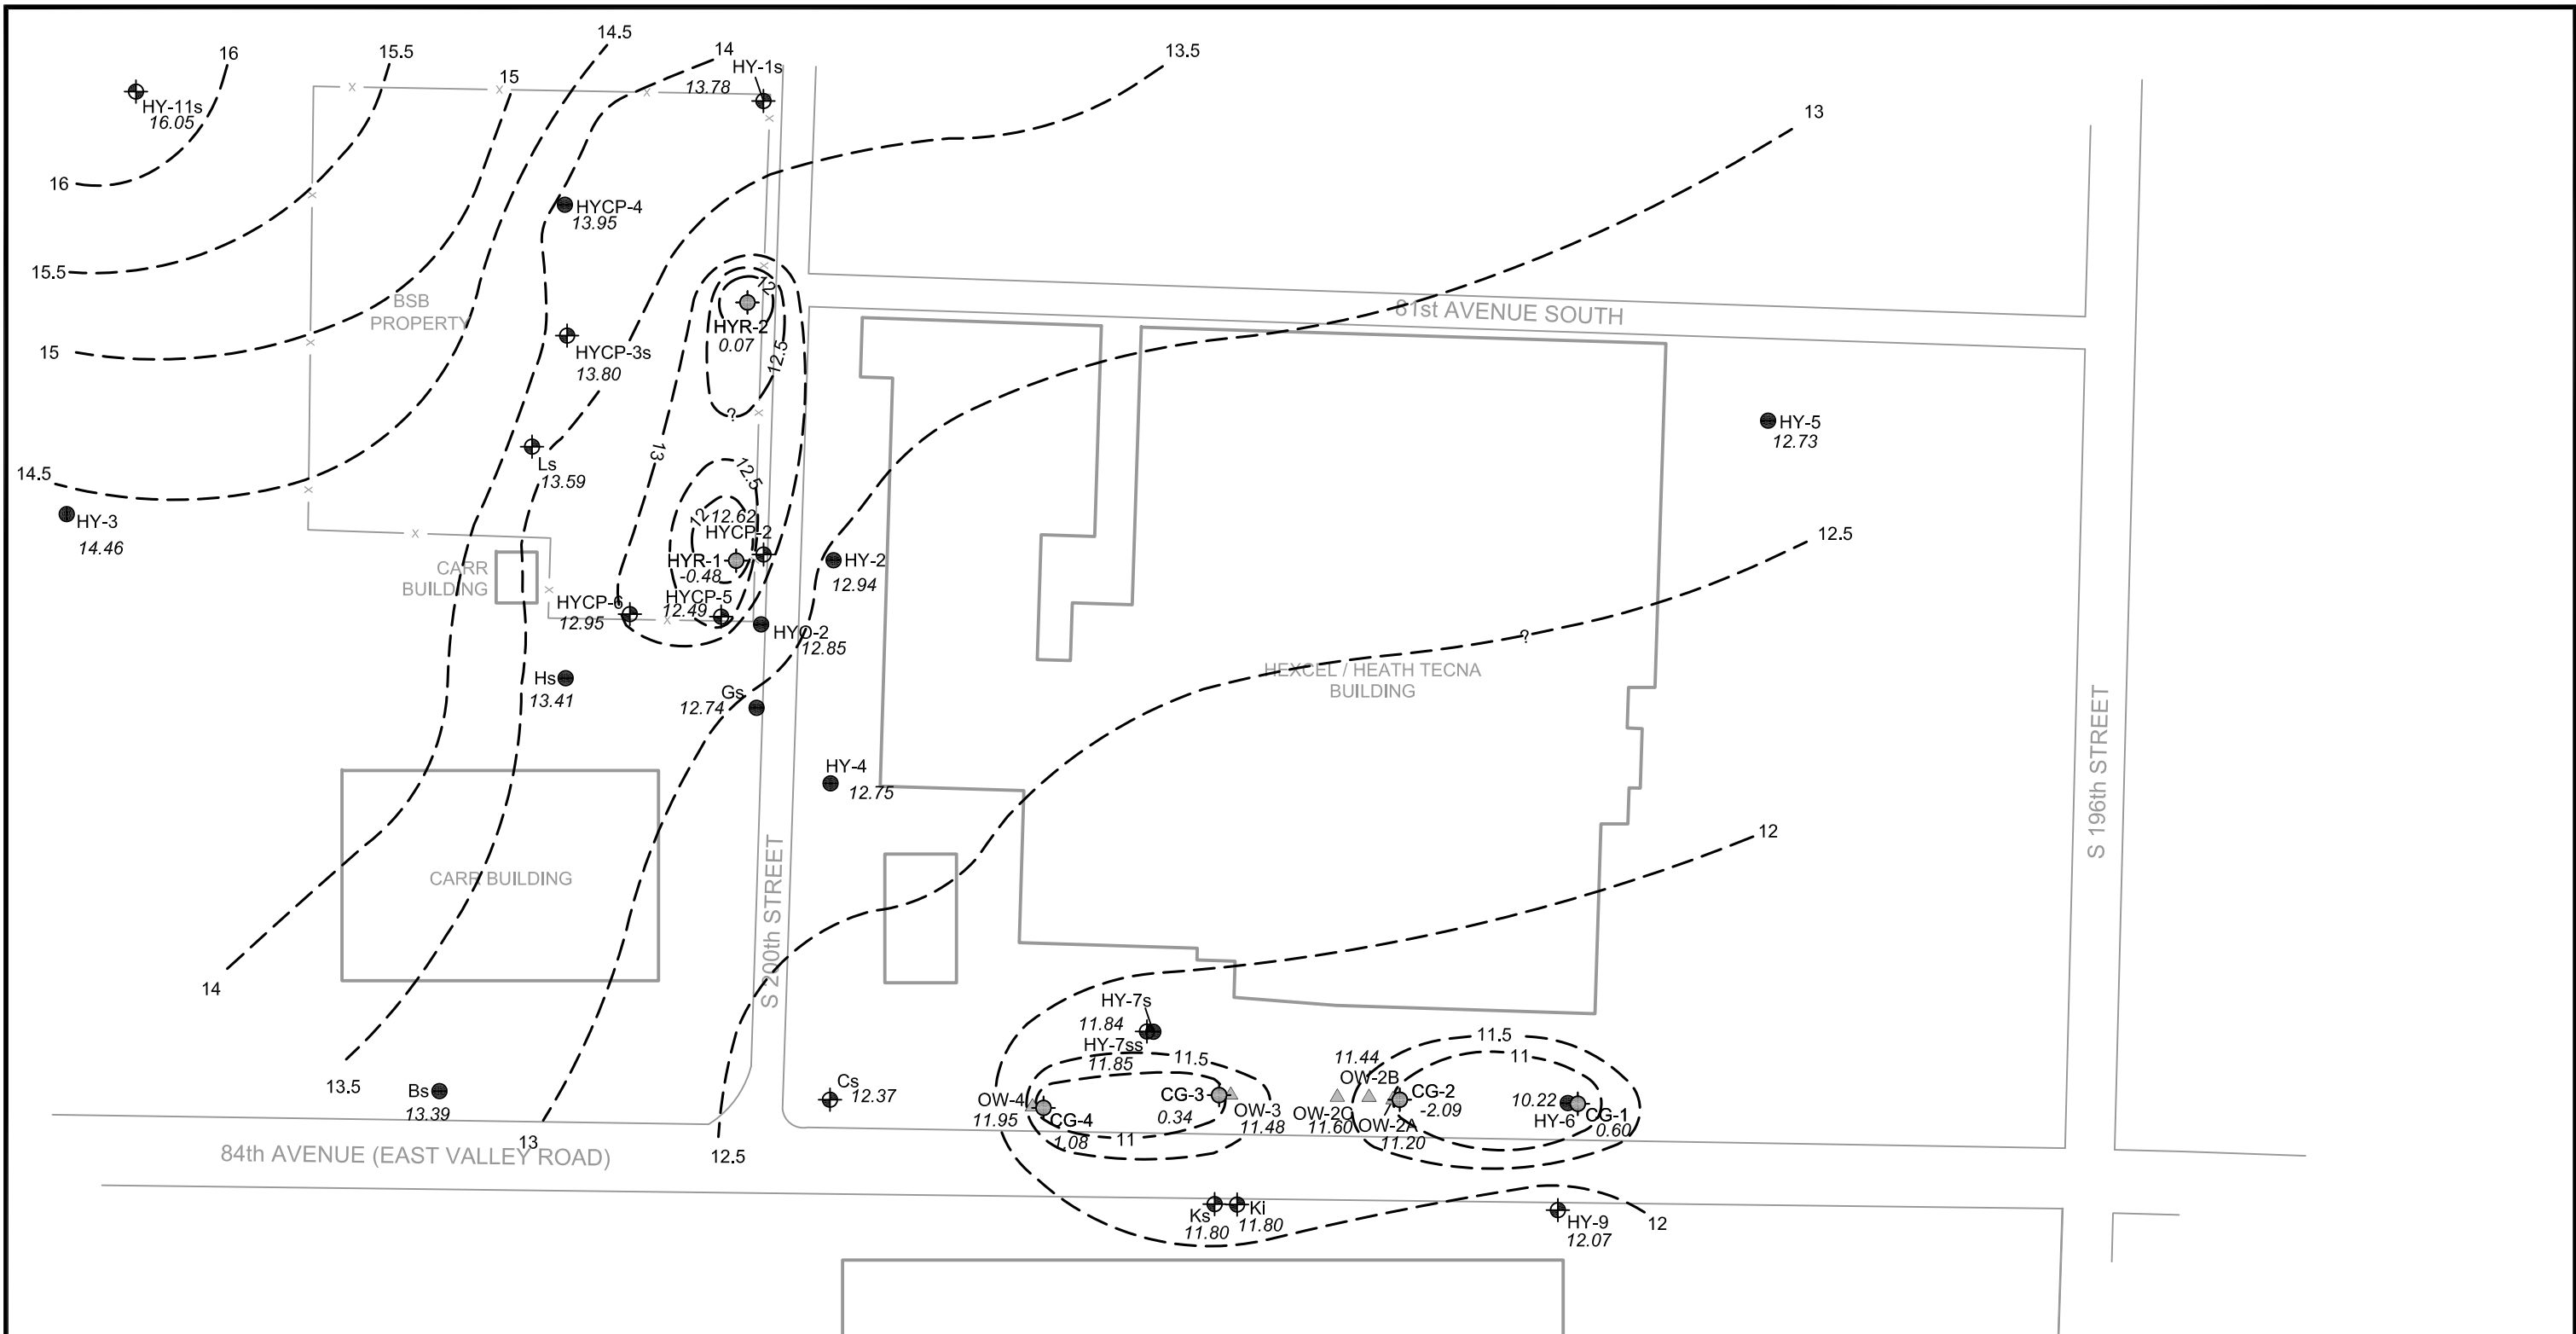 16
15.5
14.5
14
13.5
15
HY-1s
13.78
HY-11s
16.05
13
16
HYCP-4
13.95
15.5
BSB
PROPERTY
12
81st AVENUE SOUTH
HYR-2
0.07
12.5
15
HYCP-3s
13.80
?
HY-5
12.73
13
14.5
Ls
13.59
12.5
HY-3
14.46
12
12.62
HYCP-2
12.5
CARR
BUILDING
HYR-1
-0.48
HY-2
12.94
HYCP-6
12.95
HYCP-5
12.49
HYO-2
12.85
?
Hs
13.41
Gs
12.74
HEXCEL / HEATH TECNA
BUILDING
HY-4
12.75
S 196th STREET
12
CARR BUILDING
S 200th STREET
14
HY-7s
11.84
HY-7ss
11.85
11.5
11.5
11
11.44
OW-2B
13.5
Bs
13.39
Cs
12.37
OW-4
11.95
CG-4
1.08
11
CG-3
0.34
OW-3
11.48
OW-2C
11.60
OW-2A
11.20
CG-2
-2.09
10.22
HY-6
CG-1
0.60
13
12.5
84th AVENUE (EAST VALLEY ROAD)
Ks
11.80
Ki
11.80
HY-9
12.07
12
x
x
x
x
x
x
x
x
x
x
x
x
x